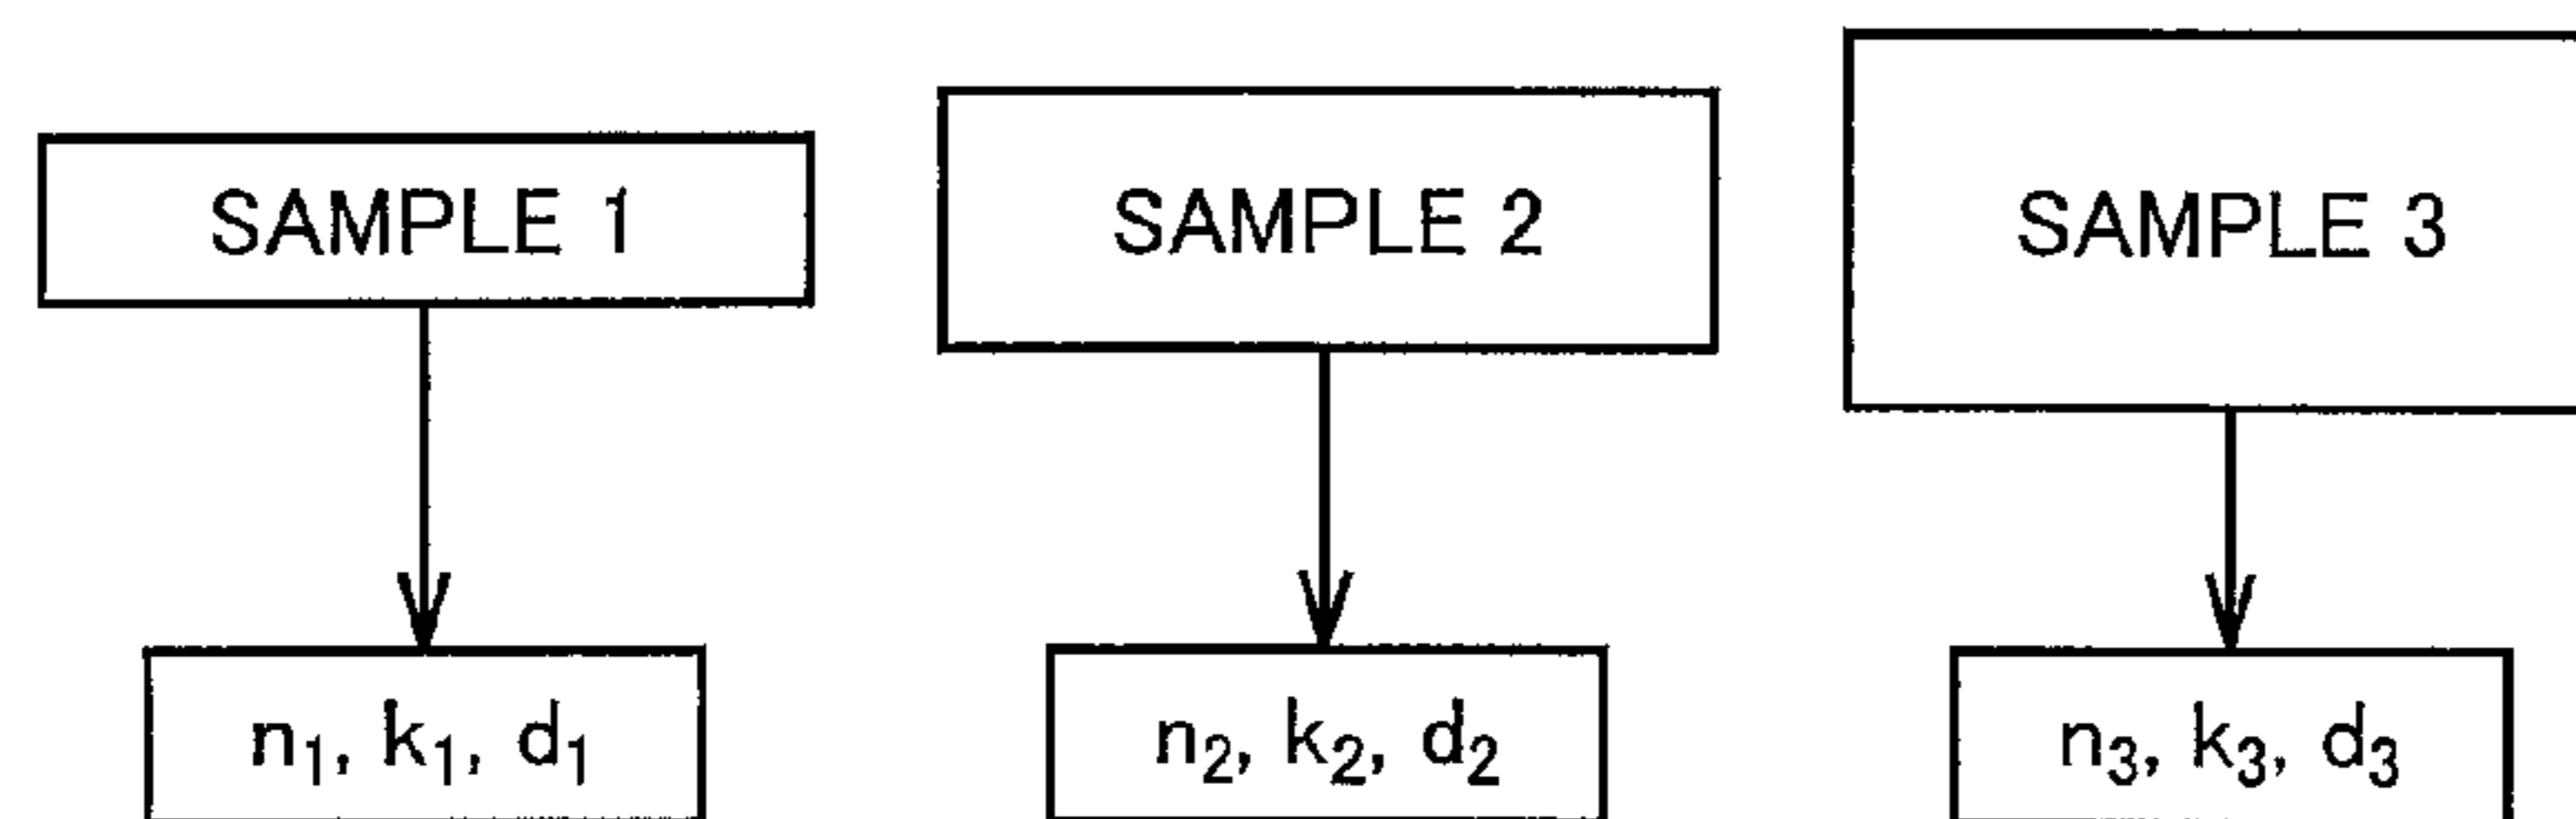 SAMPLE 1
SAMPLE 2
SAMPLE 3
n₁, k₁, d₁
n₂, k₂, d₂
n₃, k₃, d₃